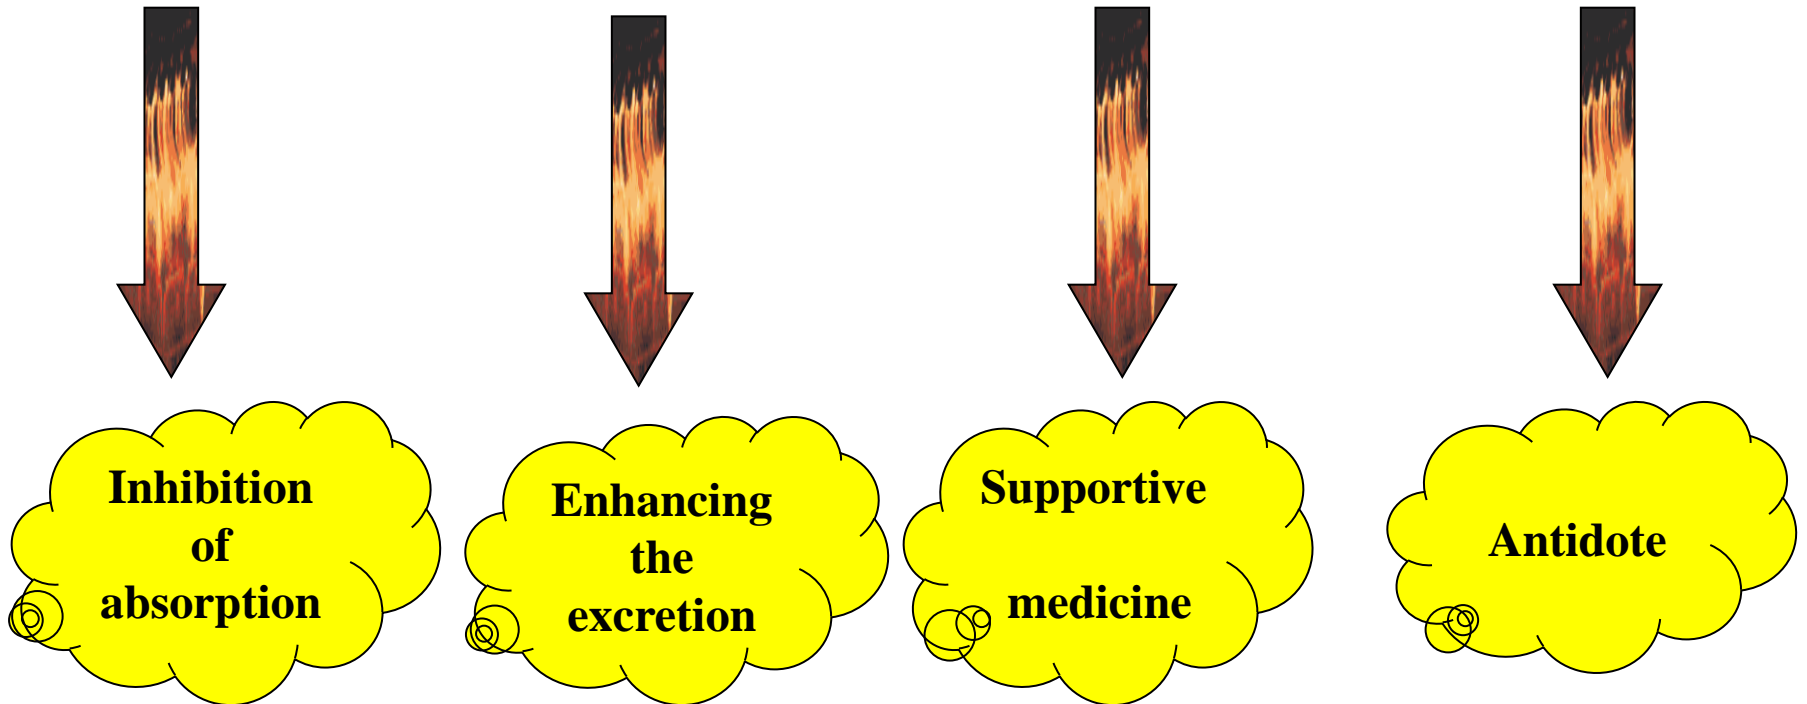 Inhibition
of
absorption
Enhancing
the
excretion
Supportive
medicine
Antidote